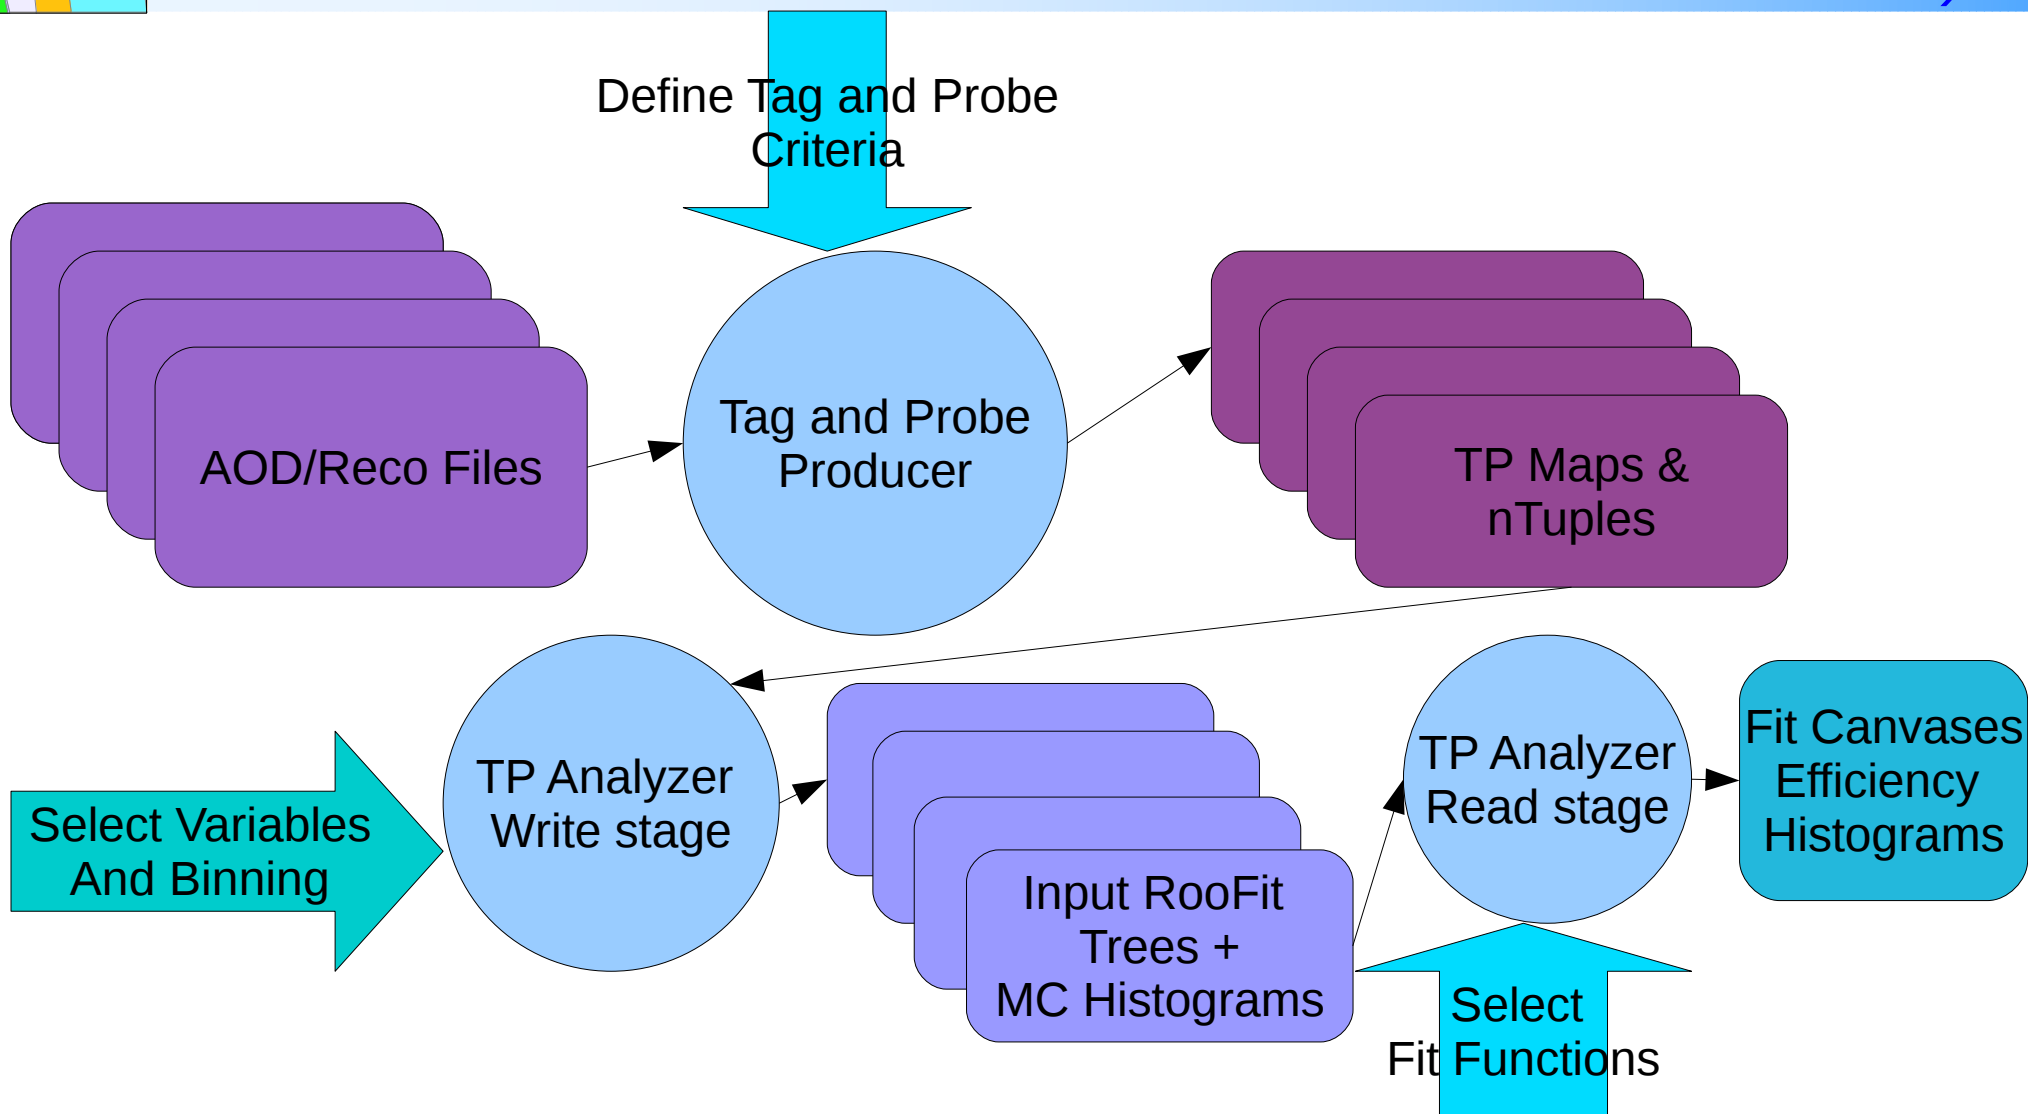 Define Tag and Probe
Criteria
AOD/Reco Files
Tag and Probe
Producer
TP Maps &
nTuples
Select Variables
And Binning
TP Analyzer
Write stage
Input RooFit
Trees +
MC Histograms
TP Analyzer
Read stage
Fit Canvases
Efficiency
Histograms
Select
Fit Functions